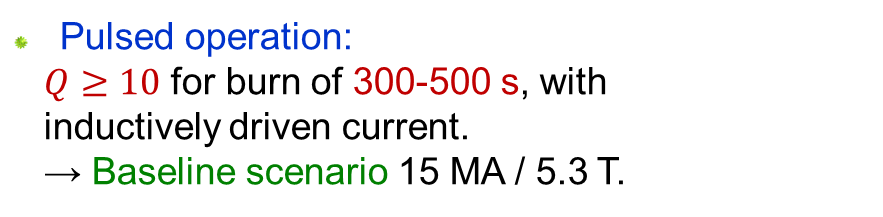 Pulsed operation:
Q ≥ 10 for burn of 300-500 s, with
inductively driven current.
→ Baseline scenario 15 MA / 5.3 T.